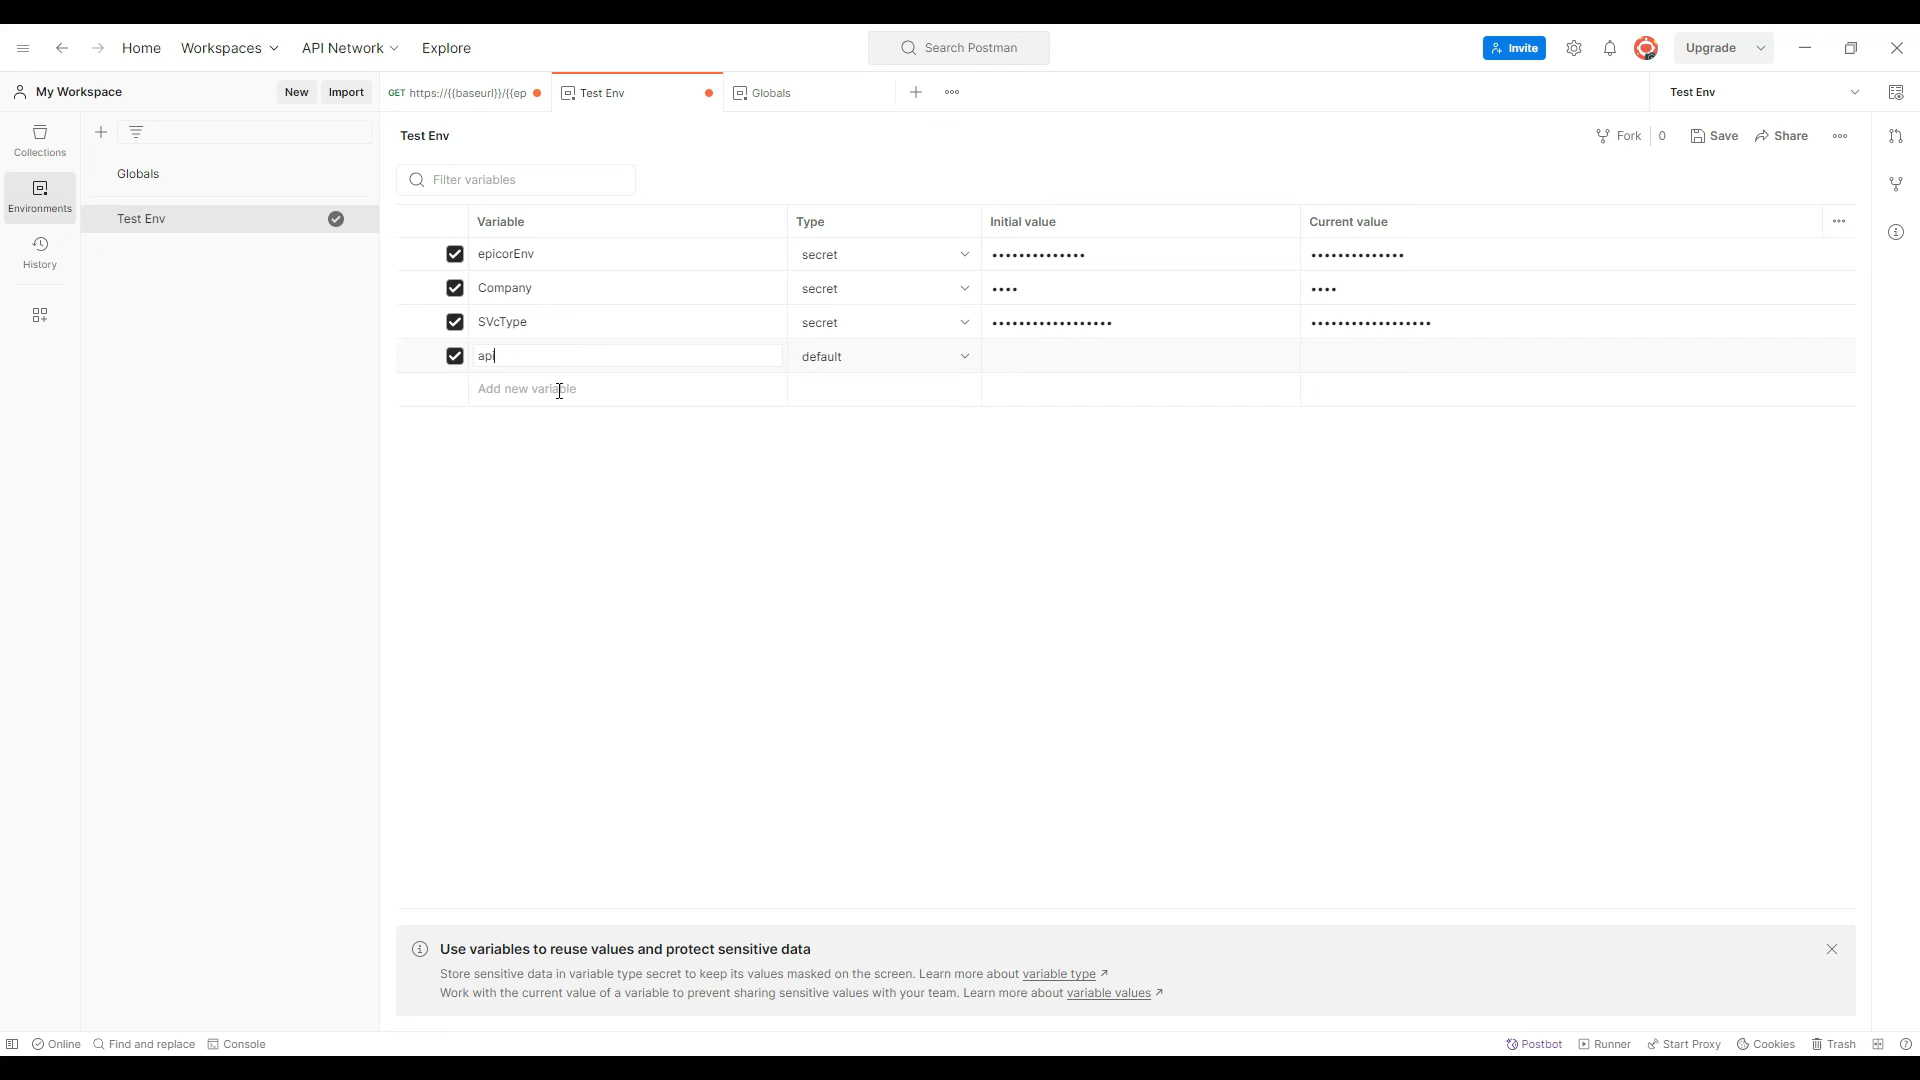 Home Workspaces API Network Explore Search Postman Invite Upgrade
My Workspace New Import GET https://{{baseurl}}/{{ep Test Env Globals Test Env
Collections
Environments
History
Globals
Test Env
Test Env Fork 0 Save Share
Filter variables
Variable Type Initial value Current value
epicorEnv secret •••••••••••••• ••••••••••••••
Company secret •••• ••••
SVcType secret •••••••••••••••••• ••••••••••••••••••
api default
Add new variable
Use variables to reuse values and protect sensitive data
Store sensitive data in variable type secret to keep its values masked on the screen. Learn more about variable type ↗
Work with the current value of a variable to prevent sharing sensitive values with your team. Learn more about variable values ↗
Online Find and replace Console Postbot Runner Start Proxy Cookies Trash